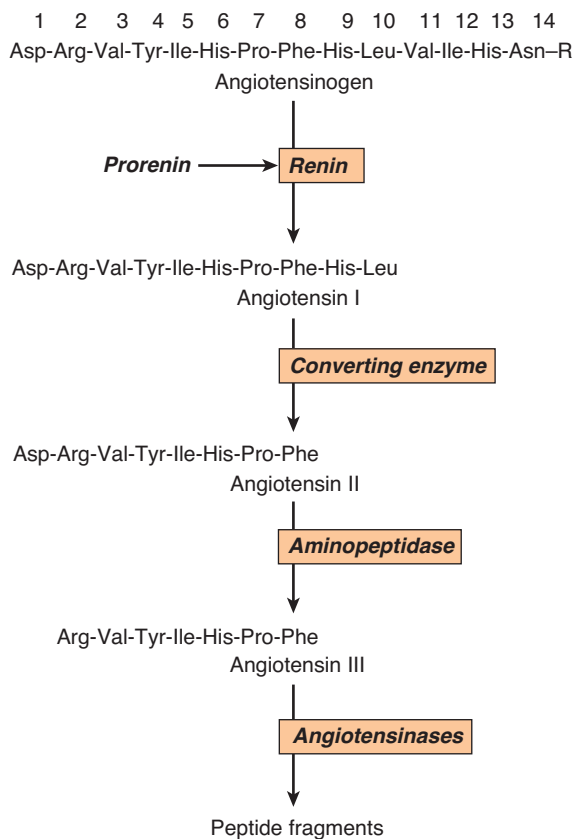 1 2 3 4 5 6 7 8 9 10 11 12 13 14
Asp-Arg-Val-Tyr-Ile-His-Pro-Phe-His-Leu-Val-Ile-His-Asn–R
Angiotensinogen
Prorenin Renin
Asp-Arg-Val-Tyr-Ile-His-Pro-Phe-His-Leu
Angiotensin I
Converting enzyme
Asp-Arg-Val-Tyr-Ile-His-Pro-Phe
Angiotensin II
Aminopeptidase
Arg-Val-Tyr-Ile-His-Pro-Phe
Angiotensin III
Angiotensinases
Peptide fragments